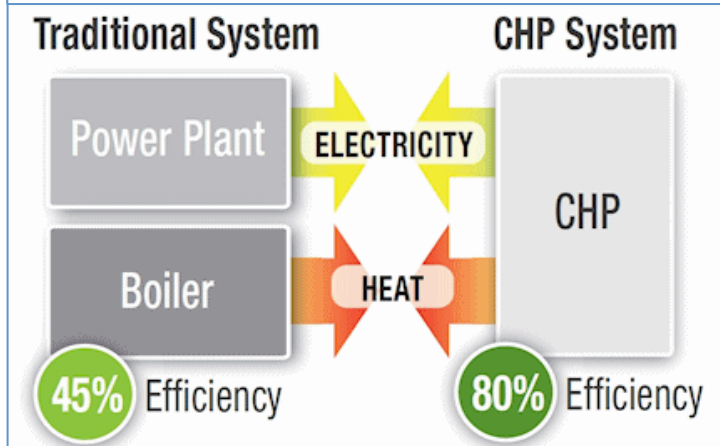 Traditional System
CHP System
Power Plant
ELECTRICITY
CHP
Boiler
HEAT
45% Efficiency
80% Efficiency